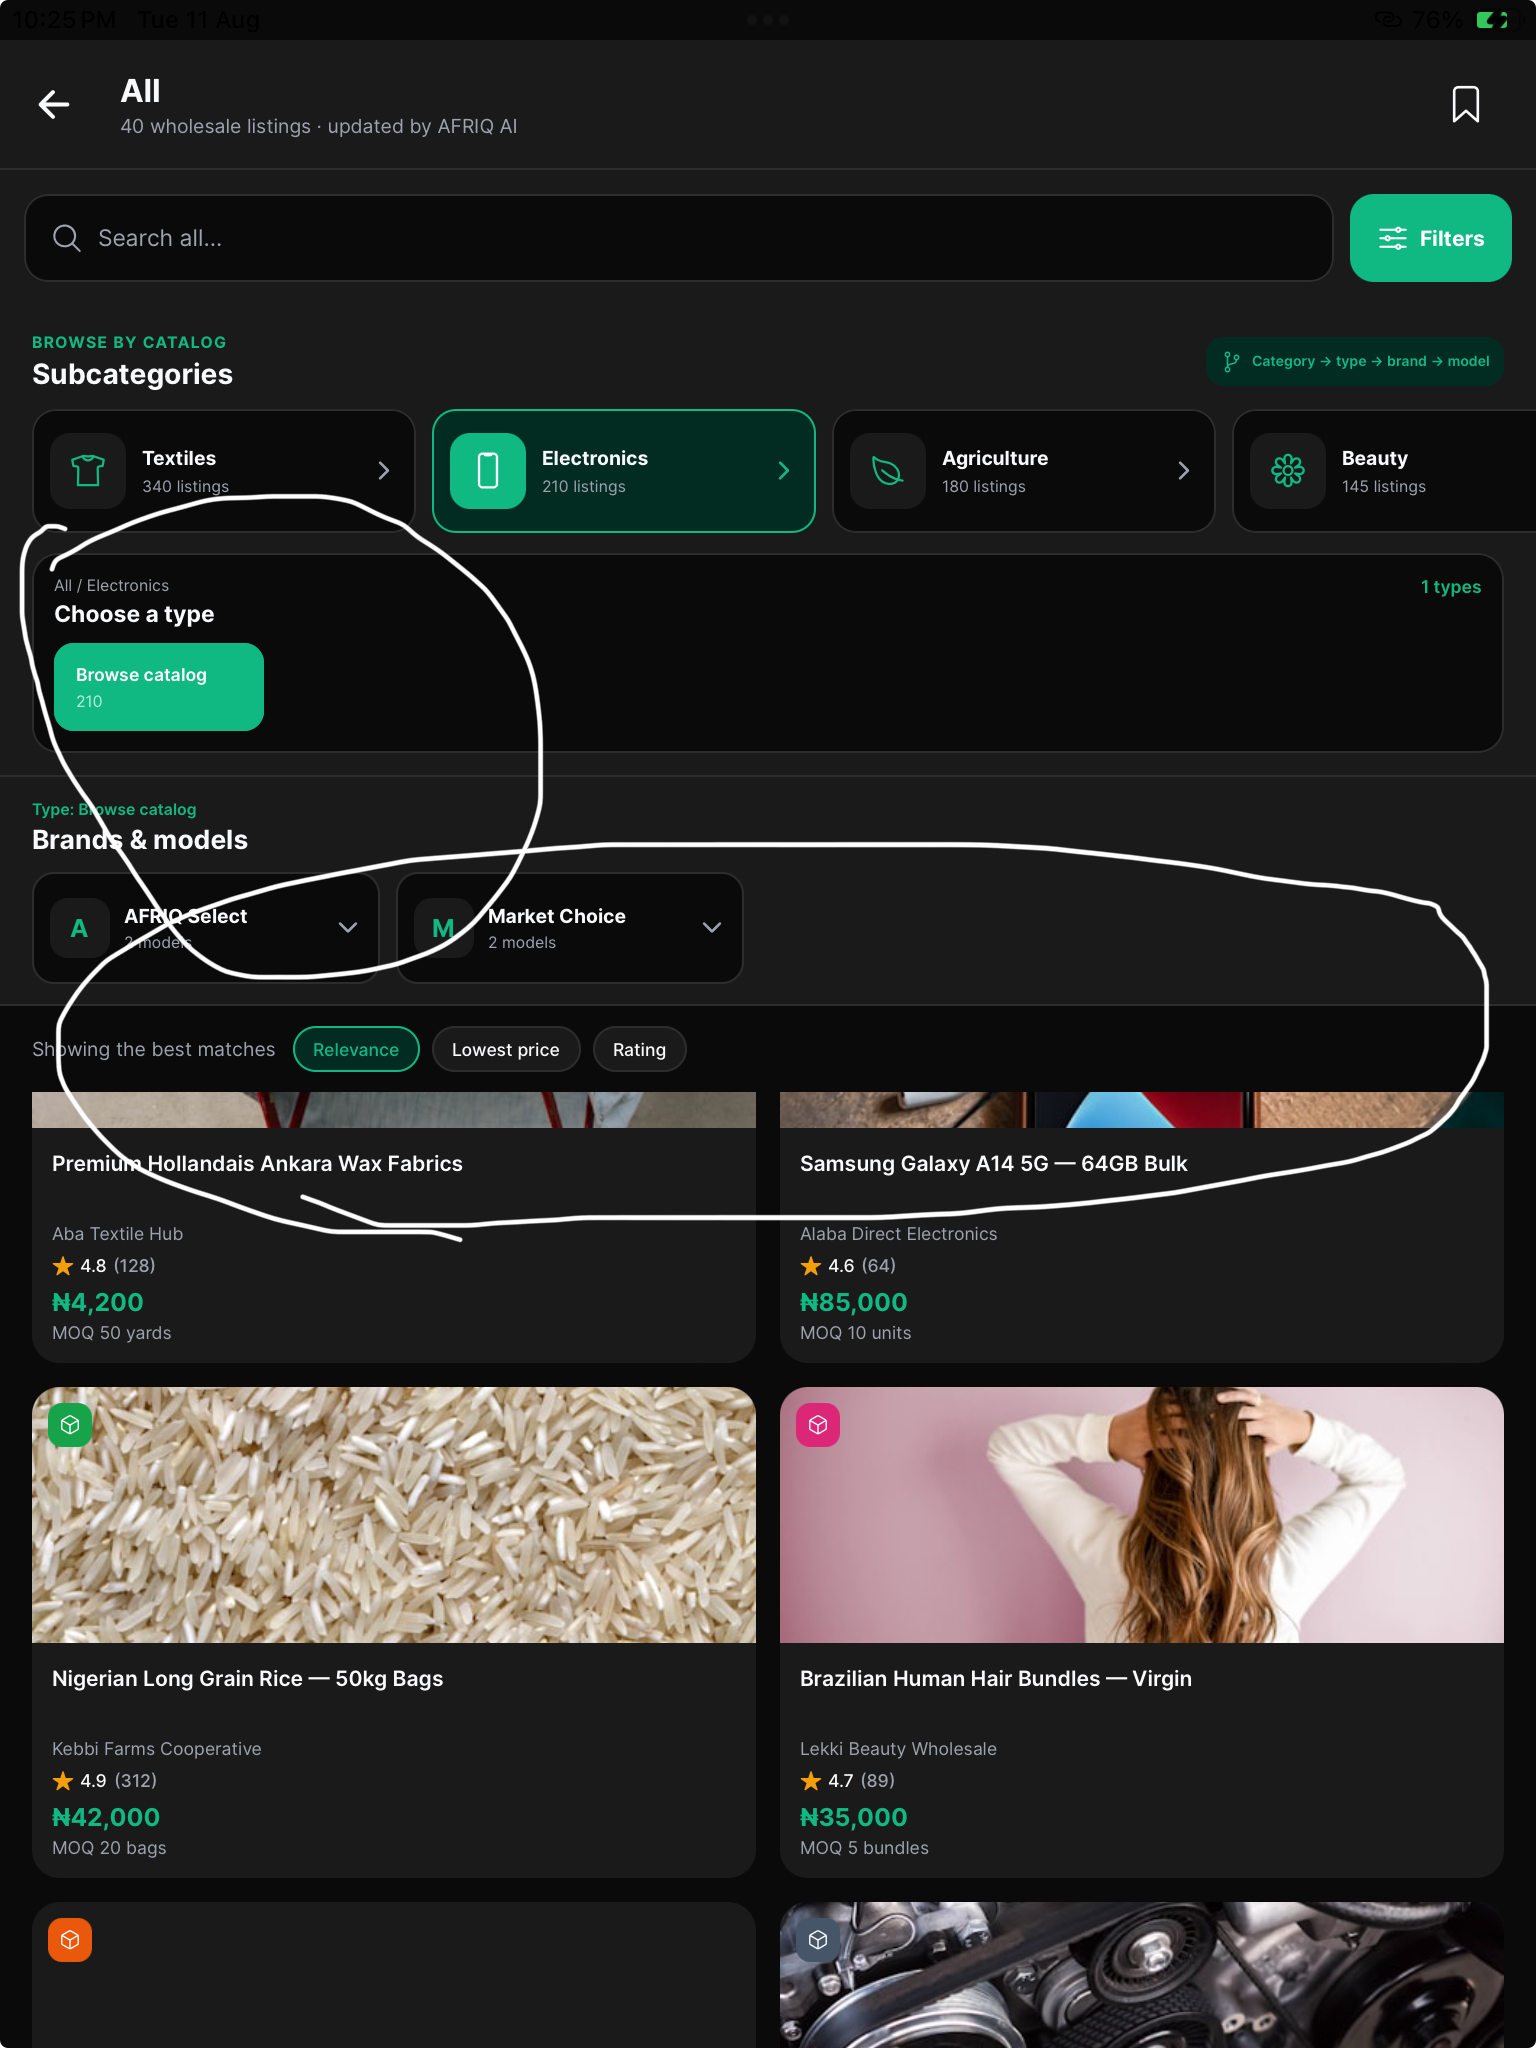 10:25 PM Tue 11 Aug
76%
All
40 wholesale listings · updated by AFRIQ AI
Search all...
Filters
BROWSE BY CATALOG
Subcategories
Category → type → brand → model
Textiles
340 listings
Electronics
210 listings
Agriculture
180 listings
Beauty
145 listings
All / Electronics
Choose a type
1 types
Browse catalog
210
Type: Browse catalog
Brands & models
A
AFRIQ Select
2 models
M
Market Choice
2 models
Showing the best matches
Relevance
Lowest price
Rating
Premium Hollandais Ankara Wax Fabrics
Aba Textile Hub
4.8 (128)
₦4,200
MOQ 50 yards
Samsung Galaxy A14 5G — 64GB Bulk
Alaba Direct Electronics
4.6 (64)
₦85,000
MOQ 10 units
Nigerian Long Grain Rice — 50kg Bags
Kebbi Farms Cooperative
4.9 (312)
₦42,000
MOQ 20 bags
Brazilian Human Hair Bundles — Virgin
Lekki Beauty Wholesale
4.7 (89)
₦35,000
MOQ 5 bundles